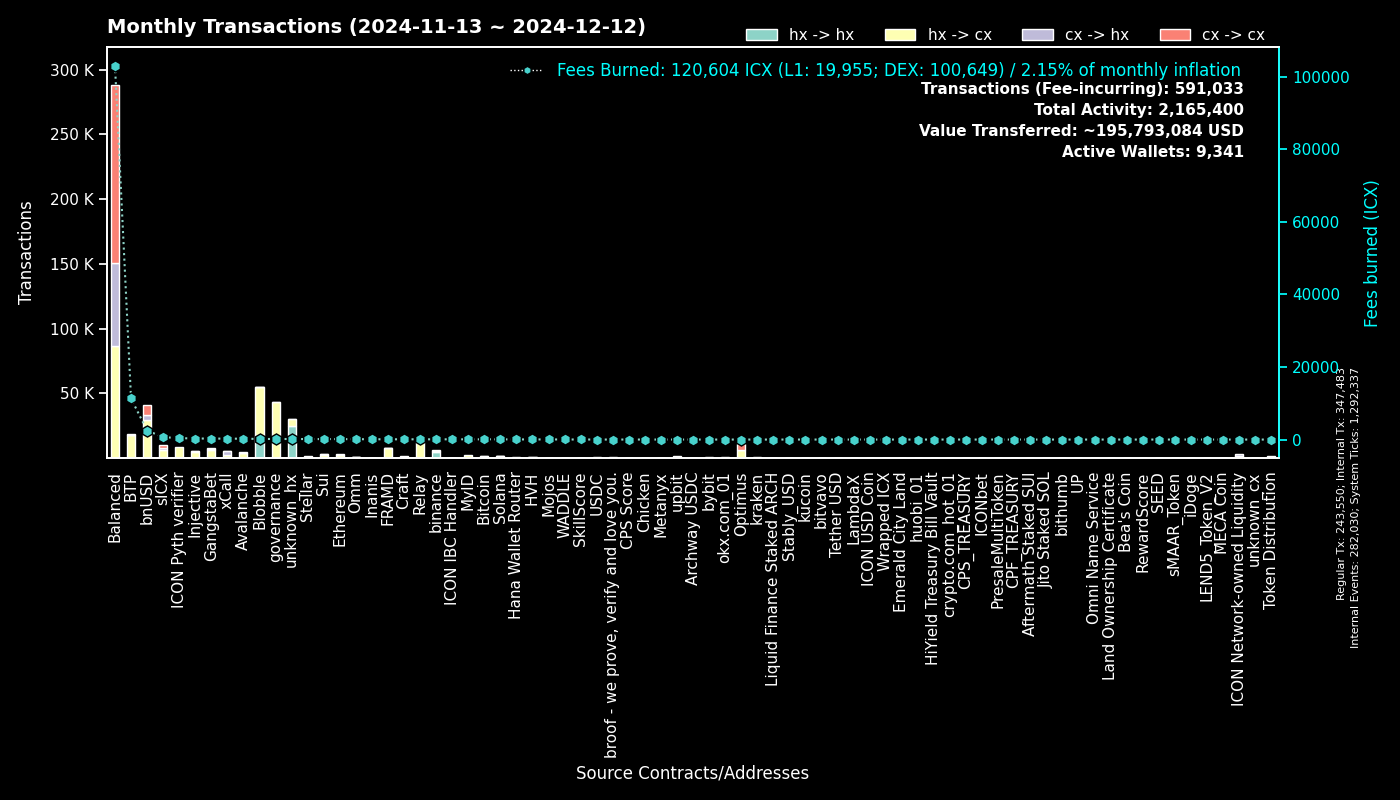 Monthly Transactions (2024-11-13 ~ 2024-12-12)
hx -> hx
hx -> cx
cx -> hx
cx -> cx
Fees Burned: 120,604 ICX (L1: 19,955; DEX: 100,649) / 2.15% of monthly inflation
Transactions (Fee-incurring): 591,033
Total Activity: 2,165,400
Value Transferred: ~195,793,084 USD
Active Wallets: 9,341
Transactions
300 K
250 K
200 K
150 K
100 K
50 K
100000
80000
60000
40000
20000
0
Fees burned (ICX)
Regular Tx: 243,550; Internal Tx: 347,483
Internal Events: 282,030; System Ticks: 1,292,337
Balanced
BTP
bnUSD
sICX
ICON Pyth verifier
Injective
GangstaBet
xCall
Avalanche
Blobble
governance
unknown_hx
Stellar
Sui
Ethereum
Omm
Inanis
FRAMD
Craft
Relay
binance
ICON IBC Handler
MyID
Bitcoin
Solana
Hana Wallet Router
HVH
Mojos
WADDLE
SkillScore
USDC
broof - we prove, verify and love you.
CPS Score
Chicken
Metanyx
upbit
Archway USDC
bybit
okx.com_01
Optimus
kraken
Liquid Finance Staked ARCH
Stably_USD
kucoin
bitvavo
Tether USD
LambdaX
ICON USD Coin
Wrapped ICX
Emerald City Land
huobi_01
HiYield Treasury Bill Vault
crypto.com_hot_01
CPS_TREASURY
ICONbet
PresaleMultiToken
CPF_TREASURY
Aftermath Staked SUI
Jito Staked SOL
bithumb
UP
Omni Name Service
Land Ownership Certificate
Bea's Coin
RewardScore
SEED
sMAAR_Token
iDoge
LEND5_Token_V2
MECA Coin
ICON Network-owned Liquidity
unknown_cx
Token Distribution
Source Contracts/Addresses